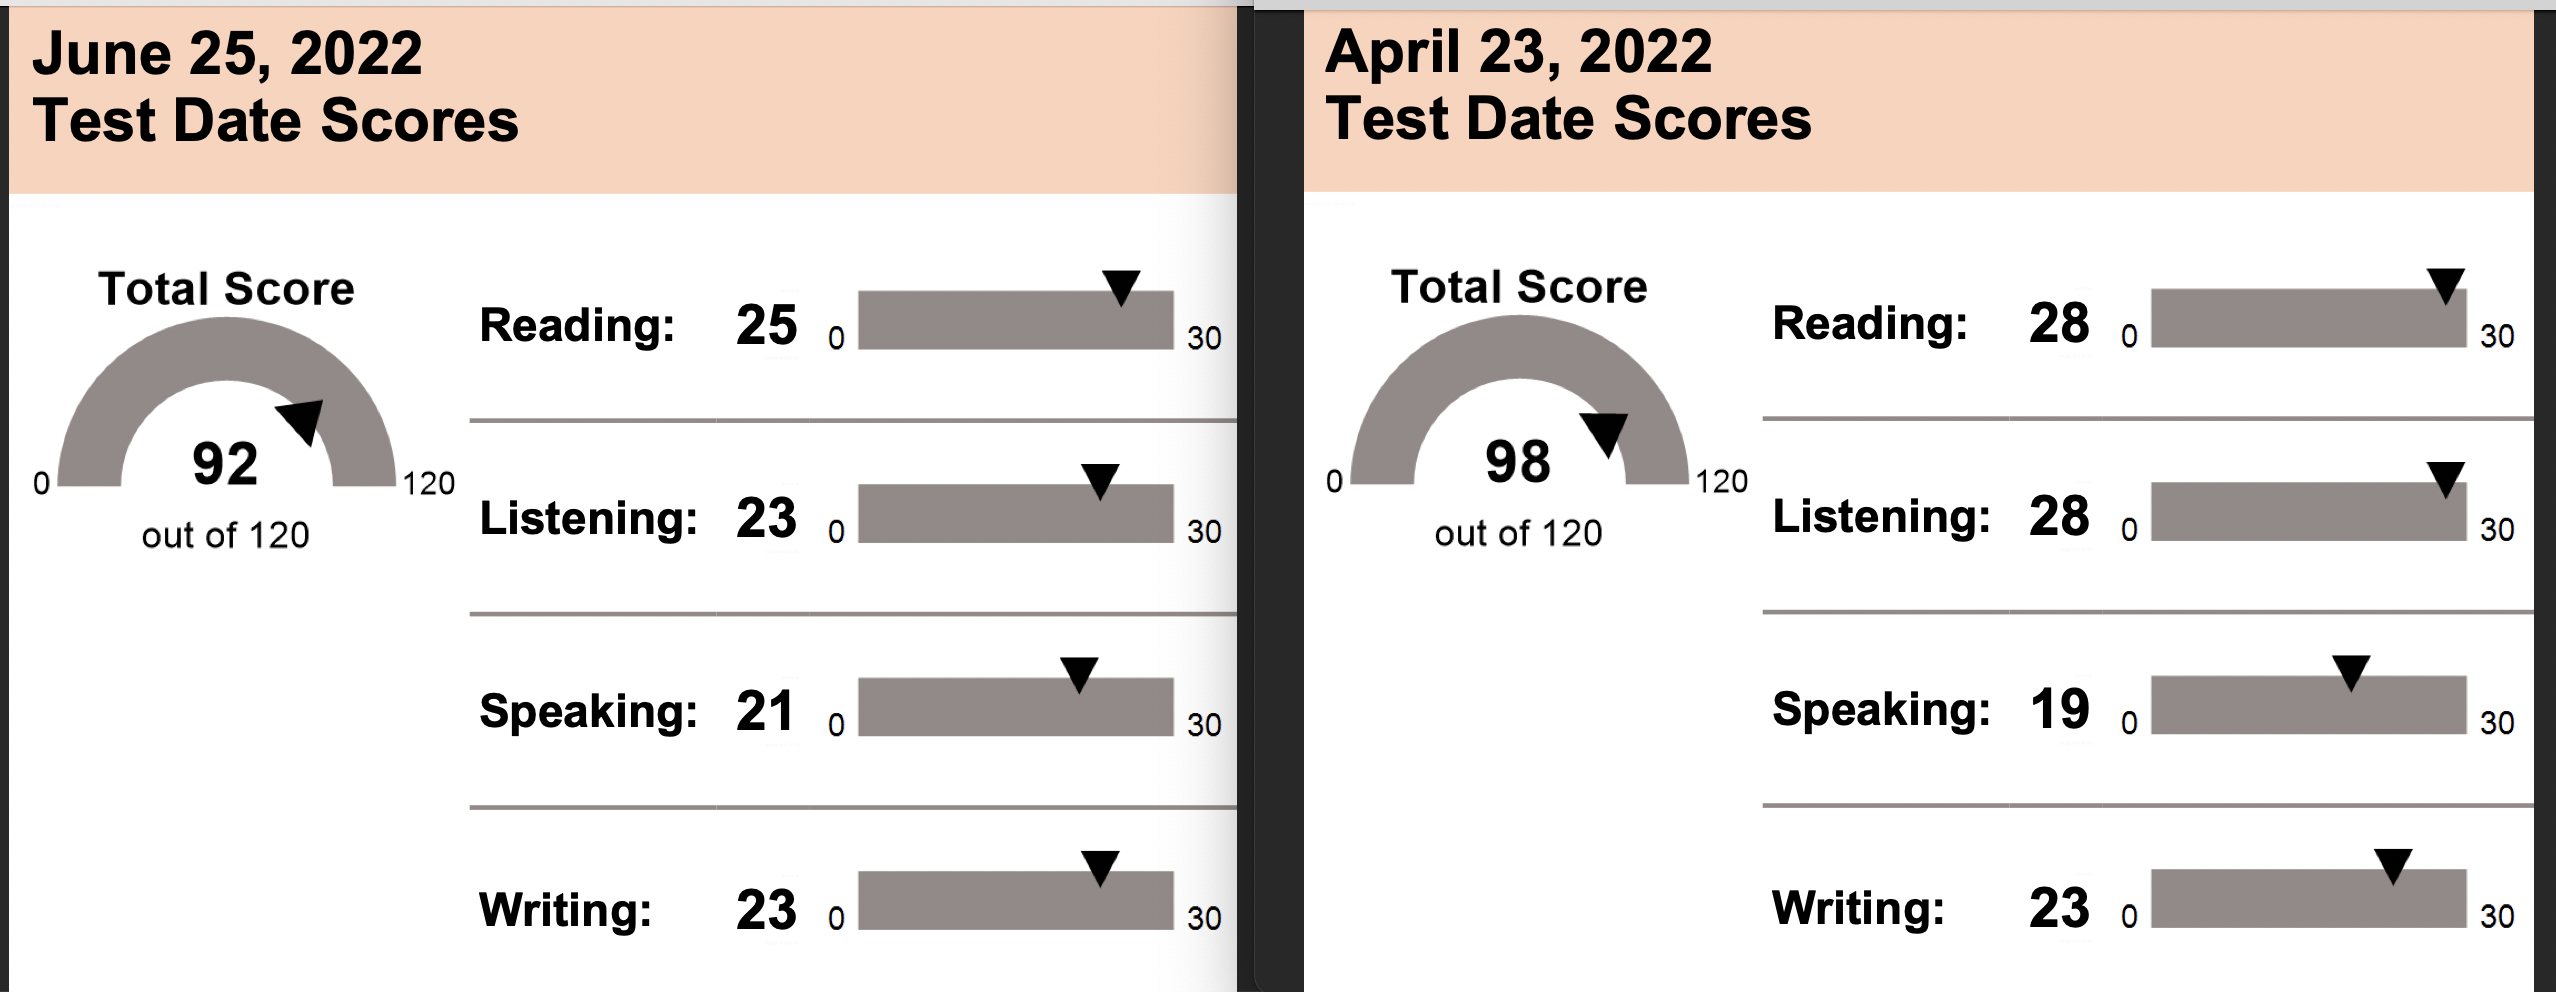 June 25, 2022
Test Date Scores
Total Score
92
0
120
out of 120
Reading: 25 0 30
Listening: 23 0 30
Speaking: 21 0 30
Writing: 23 0 30
April 23, 2022
Test Date Scores
Total Score
98
0
120
out of 120
Reading: 28 0 30
Listening: 28 0 30
Speaking: 19 0 30
Writing: 23 0 30